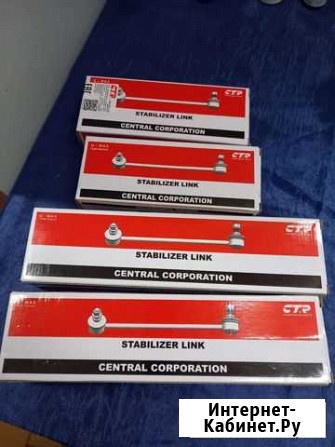 CTR
STABILIZER LINK
CENTRAL CORPORATION
CTR
STABILIZER LINK
CENTRAL CORPORATION
CTR
STABILIZER LINK
CENTRAL CORPORATION
CTR
STABILIZER LINK
CENTRAL CORPORATION
Интернет-
Кабинет.Ру